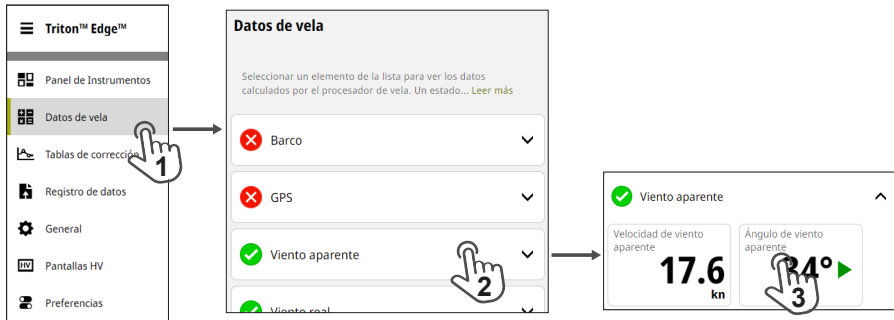 Triton™ Edge™
Panel de Instrumentos
Datos de vela
Tablas de corrección
Registro de datos
General
Pantallas HV
Preferencias
1
Datos de vela
Seleccionar un elemento de la lista para ver los datos
calculados por el procesador de vela. Un estado... Leer más
Barco
GPS
Viento aparente
Viento real
2
Viento aparente
Velocidad de viento
aparente
17.6
kn
Ángulo de viento
aparente
34°
3